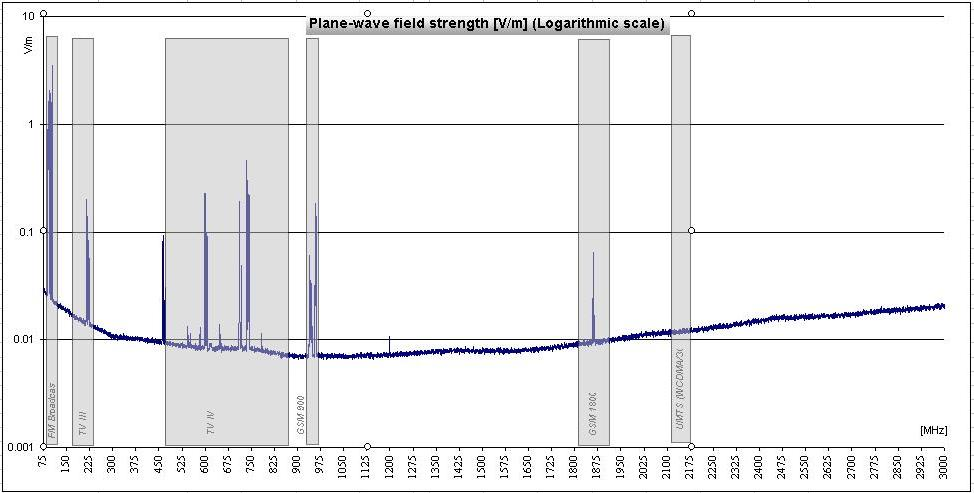 Plane-wave field strength [V/m] (Logarithmic scale)
V/m
10
1
0.1
0.01
0.001
FM Broadcas
TV III
TV IV
GSM 900
GSM 1800
UMTS (WCDMA/3G
[MHz]
75 150 225 300 375 450 525 600 675 750 825 900 975 1050 1125 1200 1275 1350 1425 1500 1575 1650 1725 1800 1875 1950 2025 2100 2175 2250 2325 2400 2475 2550 2625 2700 2775 2850 2925 3000